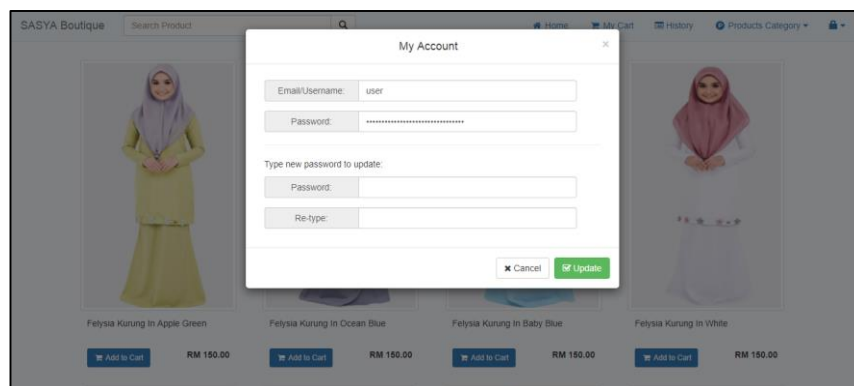 SASYA Boutique Search Product Home My Cart History Products Category
My Account ×
Email/Username: user
Password: ································
Type new password to update:
Password:
Re-type:
Cancel Update
Felysia Kurung In Apple Green Felysia Kurung In Ocean Blue Felysia Kurung In Baby Blue Felysia Kurung In White
Add to Cart RM 150.00 Add to Cart RM 150.00 Add to Cart RM 150.00 Add to Cart RM 150.00